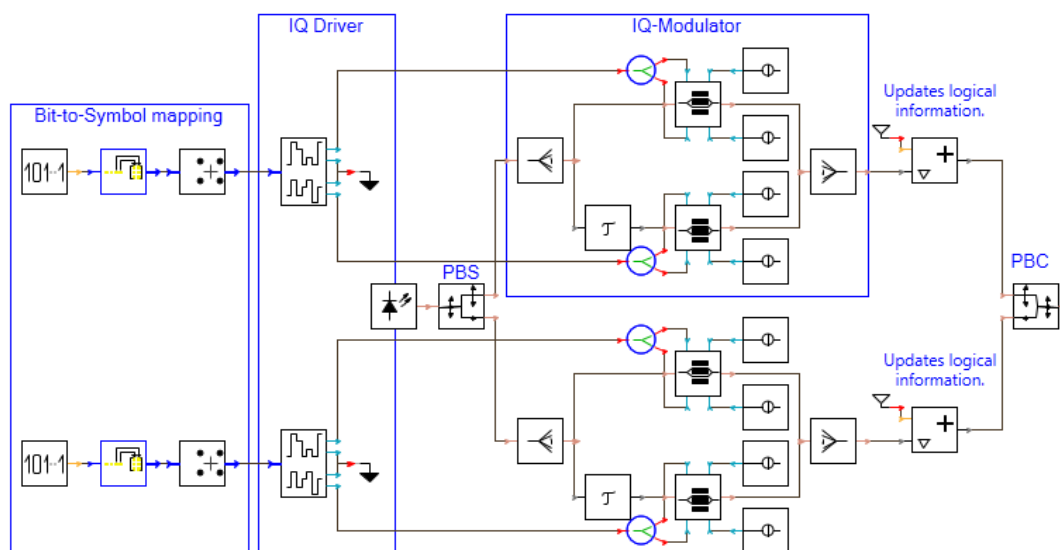 IQ Driver
IQ-Modulator
Bit-to-Symbol mapping
Updates logical
information.
101··1
τ
PBS
PBC
Updates logical
information.
101··1
τ